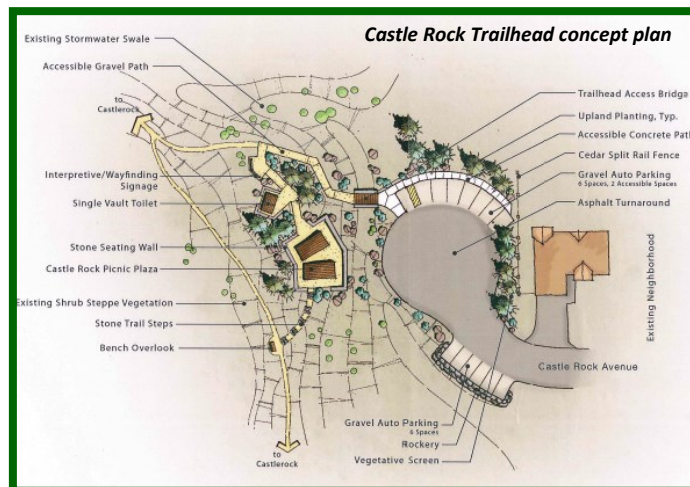 Castle Rock Trailhead concept plan
Existing Stormwater Swale
Accessible Gravel Path
to
Castlerock
Interpretive/Wayfinding
Signage
Single Vault Toilet
Stone Seating Wall
Castle Rock Picnic Plaza
Existing Shrub Steppe Vegetation
Stone Trail Steps
Bench Overlook
to
Castlerock
Trailhead Access Bridge
Upland Planting, Typ.
Accessible Concrete Path
Cedar Split Rail Fence
Gravel Auto Parking
6 Spaces, 2 Accessible Spaces
Asphalt Turnaround
Existing Neighborhood
Castle Rock Avenue
Gravel Auto Parking
6 Spaces
Rockery
Vegetative Screen